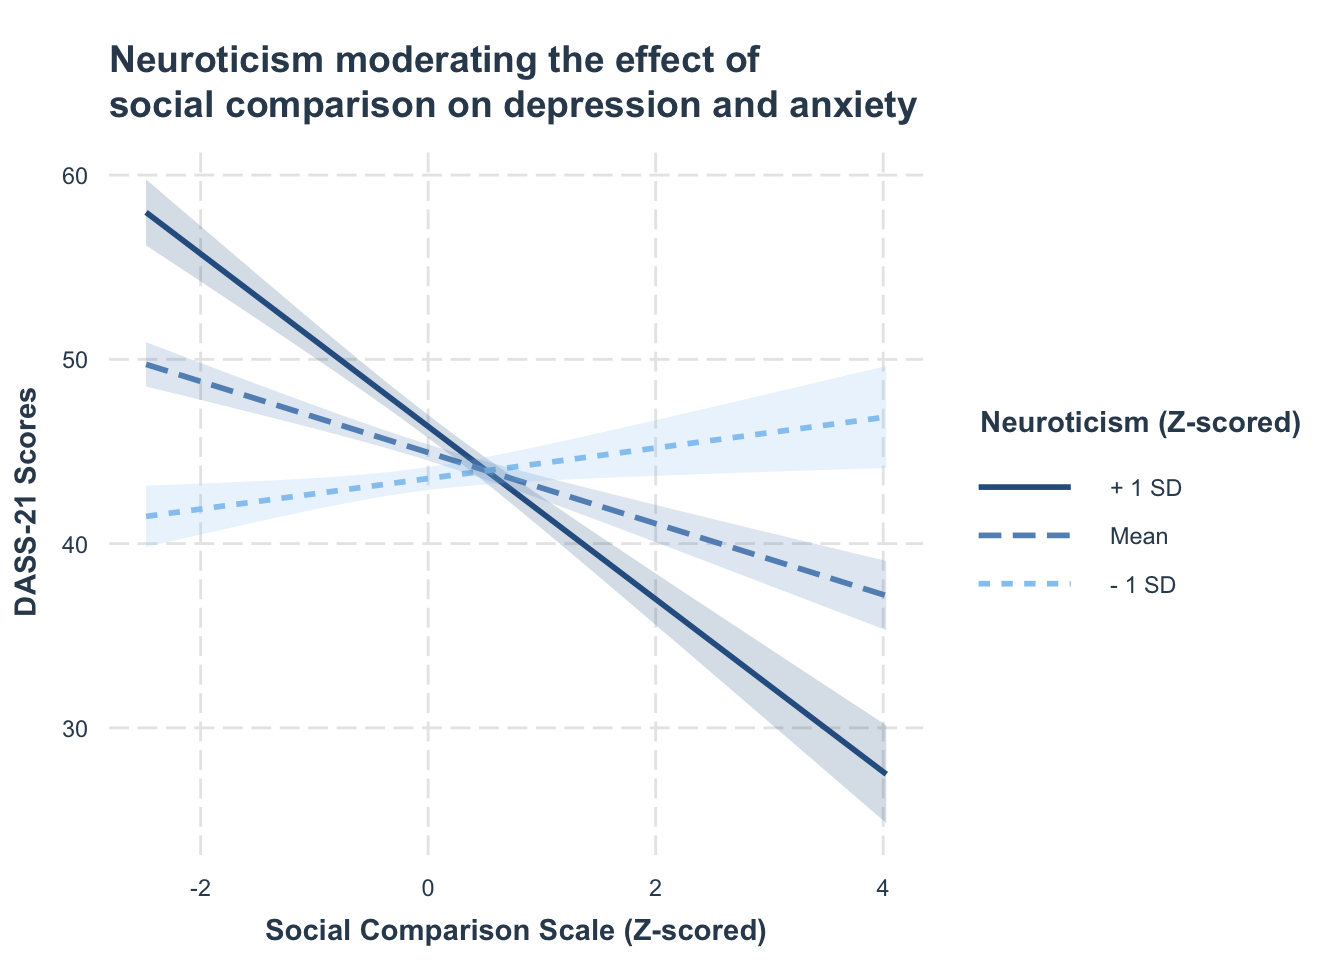 Neuroticism moderating the effect of
social comparison on depression and anxiety
60
50
40
30
DASS-21 Scores
-2
0
2
4
Social Comparison Scale (Z-scored)
Neuroticism (Z-scored)
+ 1 SD
Mean
- 1 SD